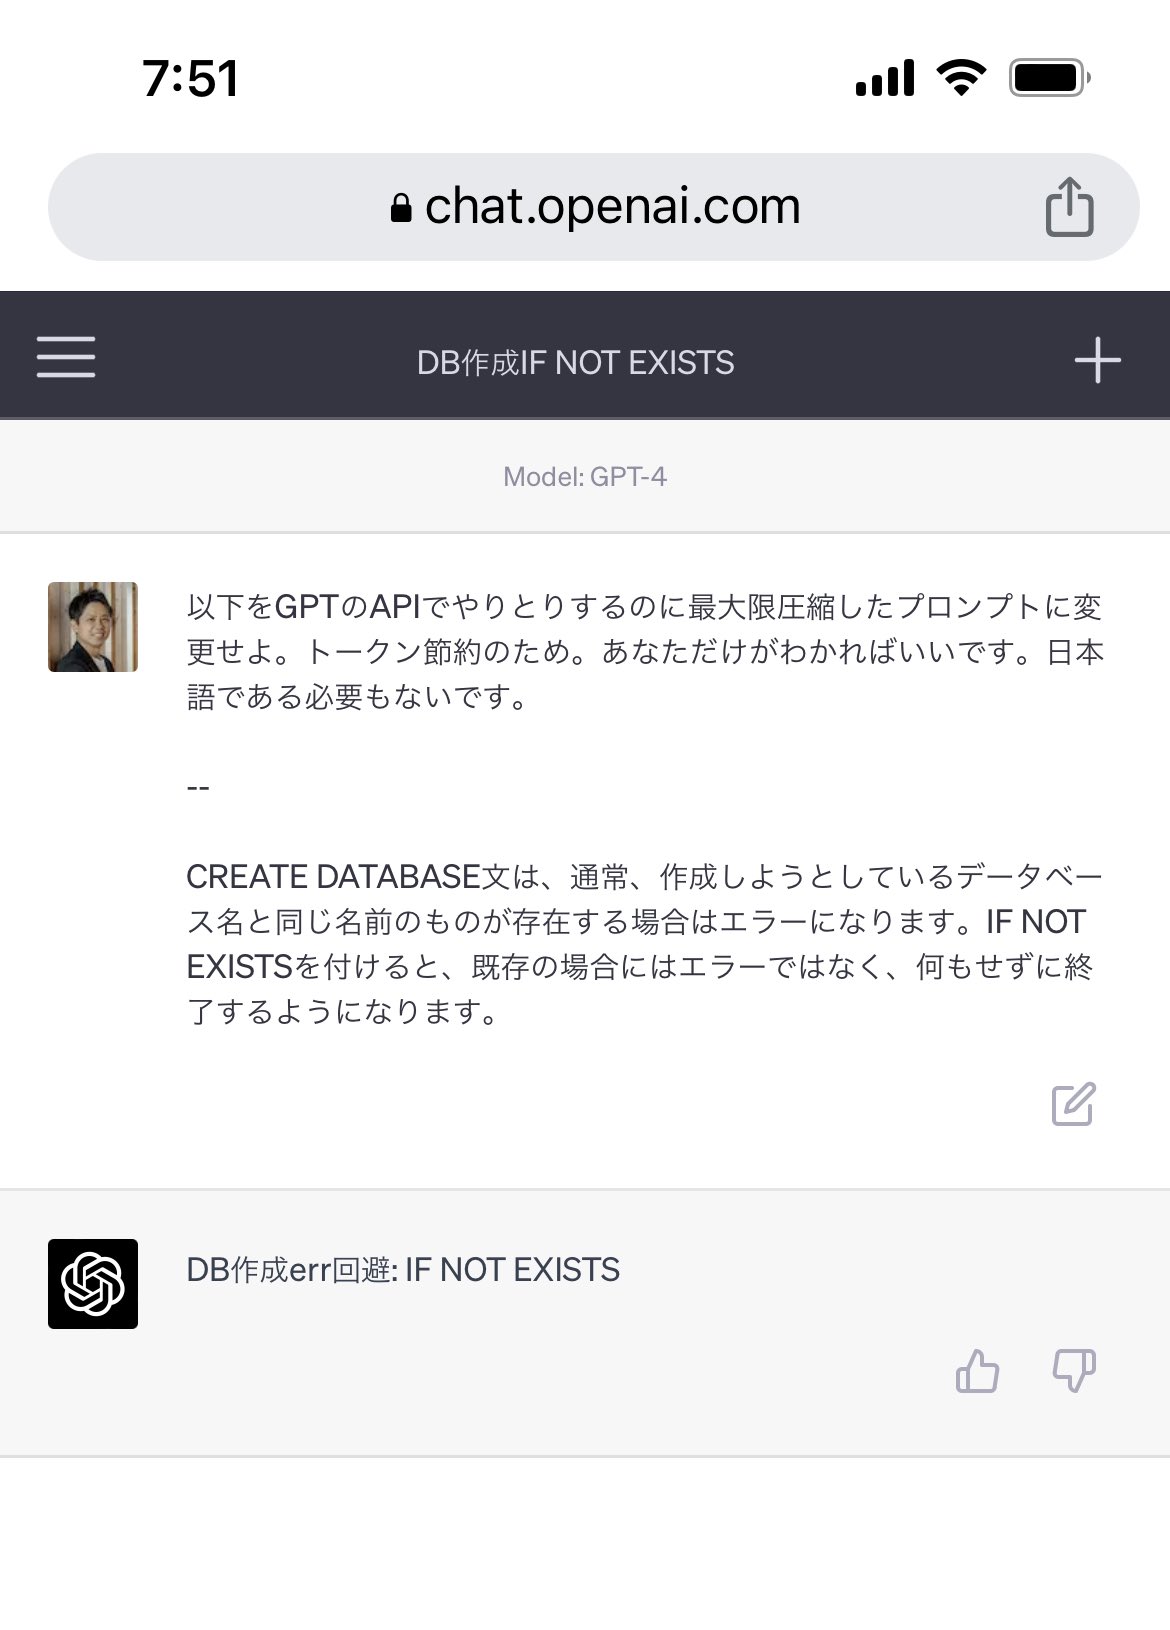 7:51
chat.openai.com
DB作成IF NOT EXISTS
Model: GPT-4
以下をGPTのAPIでやりとりするのに最大限圧縮したプロンプトに変
更せよ。トークン節約のため。あなただけがわかればいいです。日本
語である必要もないです。
--
CREATE DATABASE文は、通常、作成しようとしているデータベー
ス名と同じ名前のものが存在する場合はエラーになります。IF NOT
EXISTSを付けると、既存の場合にはエラーではなく、何もせずに終
了するようになります。
DB作成err回避: IF NOT EXISTS